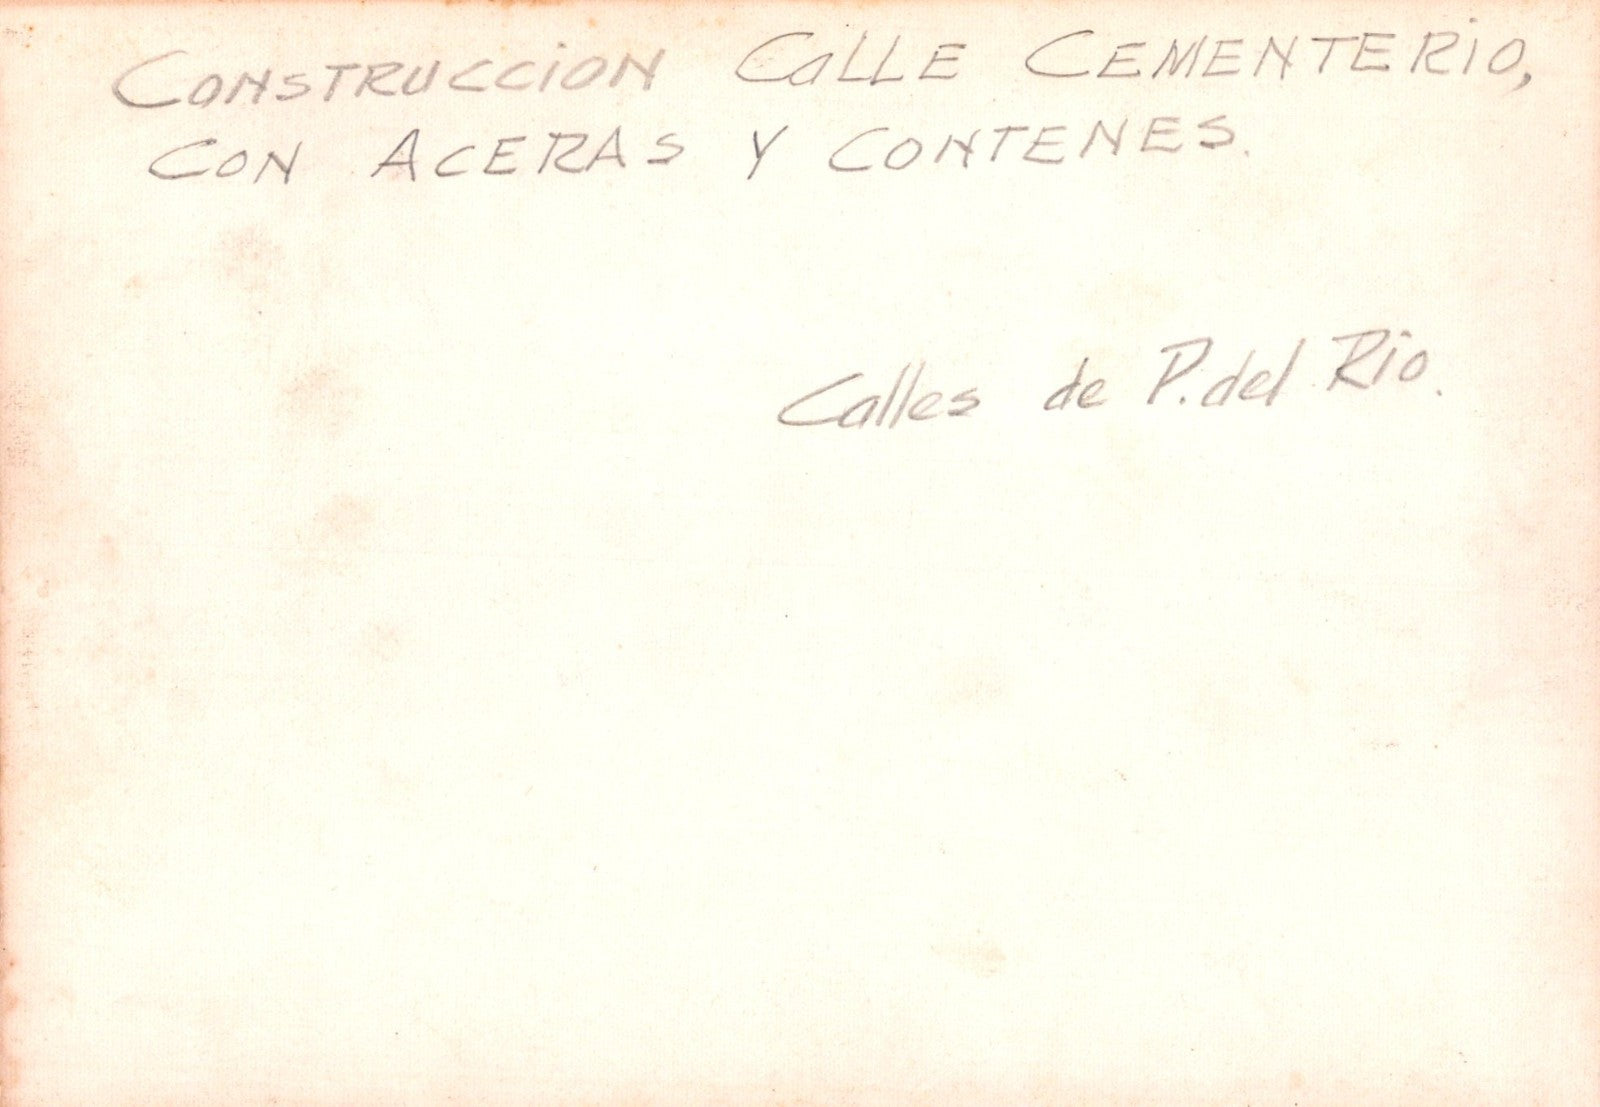 CONSTRUCCION CALLE CEMENTERIO,
CON ACERAS Y CONTENES.
Calles de P. del Rio.